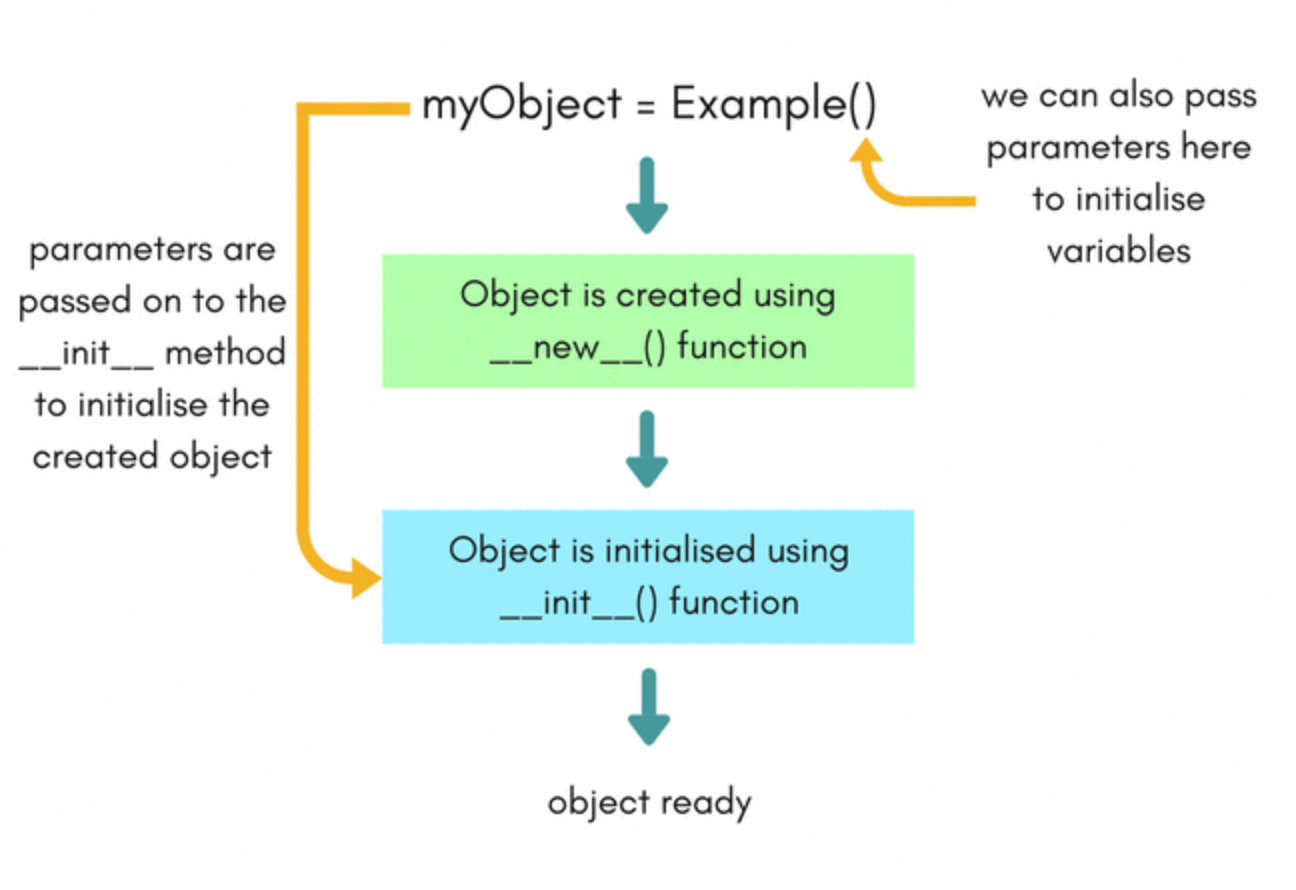 myObject = Example()
we can also pass
parameters here
to initialise
variables
parameters are
passed on to the
__init__ method
to initialise the
created object
Object is created using
__new__() function
Object is initialised using
__init__() function
object ready